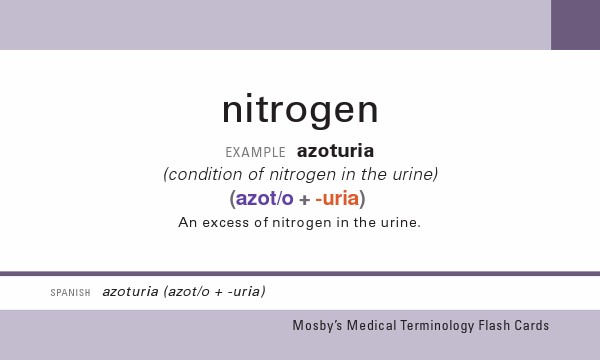 nitrogen
EXAMPLE azoturia
(condition of nitrogen in the urine)
(azot/o + -uria)
An excess of nitrogen in the urine.
SPANISH azoturia (azot/o + -uria)
Mosby's Medical Terminology Flash Cards